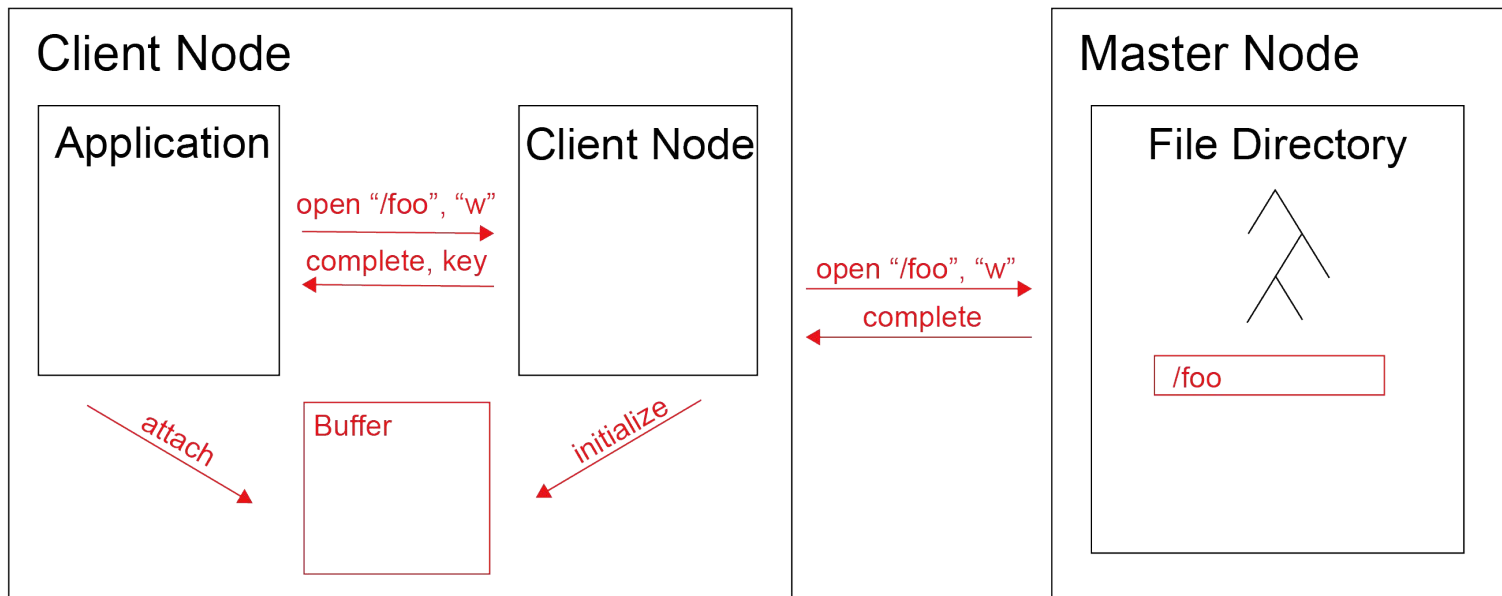 Client Node
Application
Client Node
open “/foo”, “w”
complete, key
attach
Buffer
initialize
open “/foo”, “w”
complete
Master Node
File Directory
/foo